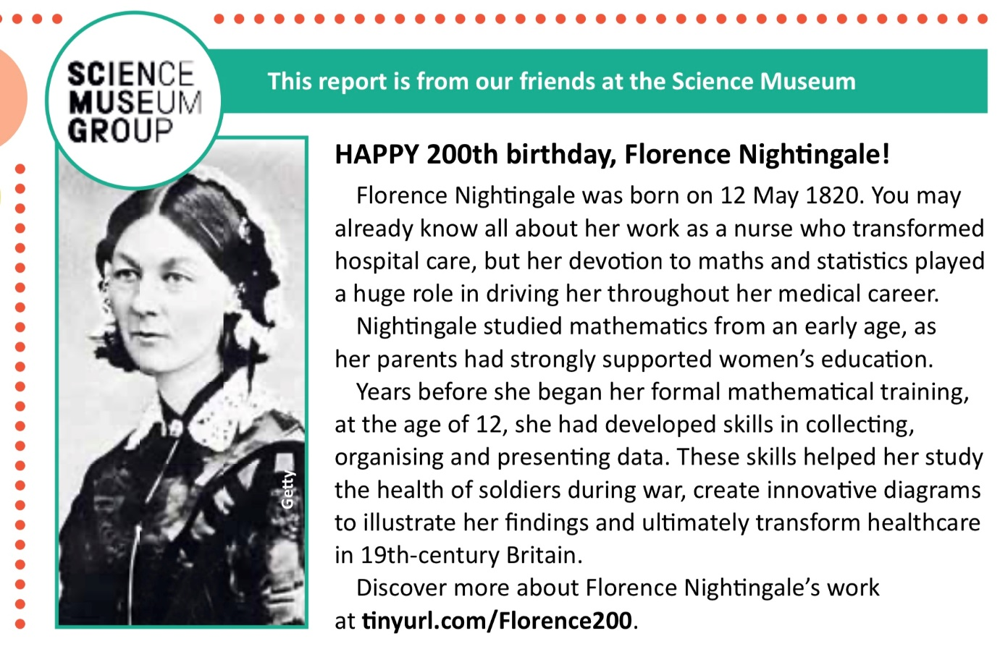 SCIENCE
MUSEUM
GROUP
This report is from our friends at the Science Museum
HAPPY 200th birthday, Florence Nightingale!
Florence Nightingale was born on 12 May 1820. You may
already know all about her work as a nurse who transformed
hospital care, but her devotion to maths and statistics played
a huge role in driving her throughout her medical career.
Nightingale studied mathematics from an early age, as
her parents had strongly supported women’s education.
Years before she began her formal mathematical training,
at the age of 12, she had developed skills in collecting,
organising and presenting data. These skills helped her study
the health of soldiers during war, create innovative diagrams
to illustrate her findings and ultimately transform healthcare
in 19th-century Britain.
Discover more about Florence Nightingale’s work
at tinyurl.com/Florence200.
Getty